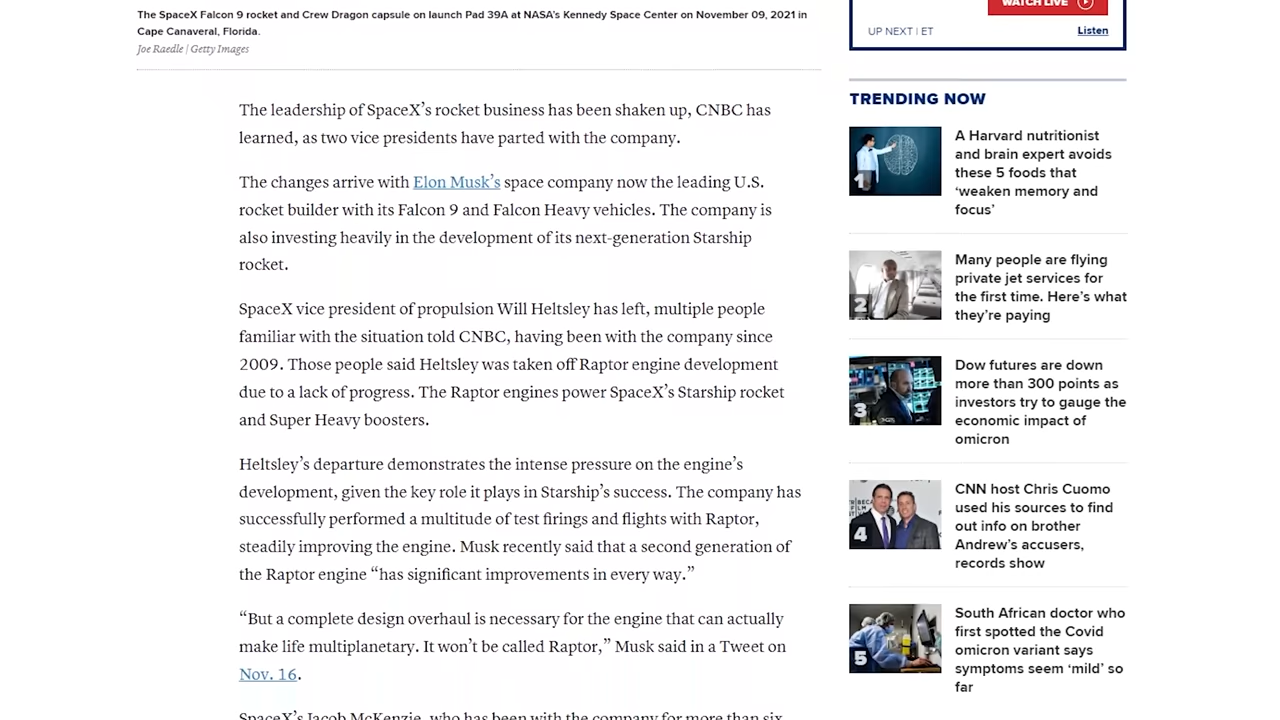 The SpaceX Falcon 9 rocket and Crew Dragon capsule on launch Pad 39A at NASA's Kennedy Space Center on November 09, 2021 in
Cape Canaveral, Florida.
Joe Raedle | Getty Images
The leadership of SpaceX’s rocket business has been shaken up, CNBC has
learned, as two vice presidents have parted with the company.
The changes arrive with Elon Musk’s space company now the leading U.S.
rocket builder with its Falcon 9 and Falcon Heavy vehicles. The company is
also investing heavily in the development of its next-generation Starship
rocket.
SpaceX vice president of propulsion Will Heltsley has left, multiple people
familiar with the situation told CNBC, having been with the company since
2009. Those people said Heltsley was taken off Raptor engine development
due to a lack of progress. The Raptor engines power SpaceX’s Starship rocket
and Super Heavy boosters.
Heltsley’s departure demonstrates the intense pressure on the engine’s
development, given the key role it plays in Starship’s success. The company has
successfully performed a multitude of test firings and flights with Raptor,
steadily improving the engine. Musk recently said that a second generation of
the Raptor engine “has significant improvements in every way.”
“But a complete design overhaul is necessary for the engine that can actually
make life multiplanetary. It won’t be called Raptor,” Musk said in a Tweet on
Nov. 16.
SpaceX’s Jacob McKenzie, who has been with the company for more than six
WATCH LIVE
UP NEXT | ET
Listen
TRENDING NOW
1
A Harvard nutritionist
and brain expert avoids
these 5 foods that
‘weaken memory and
focus’
2
Many people are flying
private jet services for
the first time. Here’s what
they’re paying
3
Dow futures are down
more than 300 points as
investors try to gauge the
economic impact of
omicron
4
CNN host Chris Cuomo
used his sources to find
out info on brother
Andrew’s accusers,
records show
5
South African doctor who
first spotted the Covid
omicron variant says
symptoms seem ‘mild’ so
far